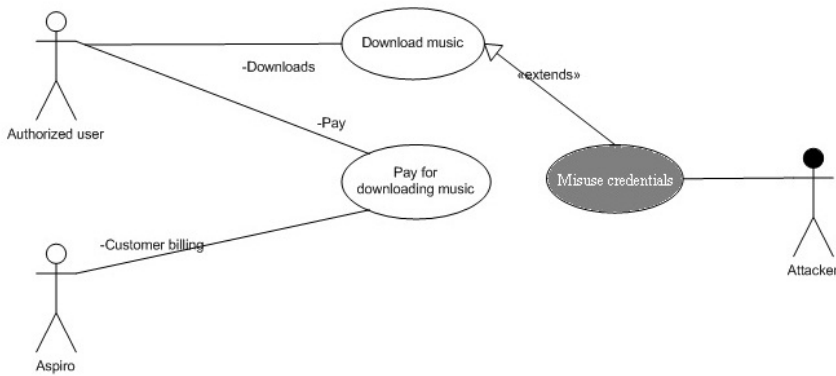 Download music
«extends»
-Downloads
Authorized user
-Pay
Pay for
downloading music
Misuse credentials
-Customer billing
Attacker
Aspiro